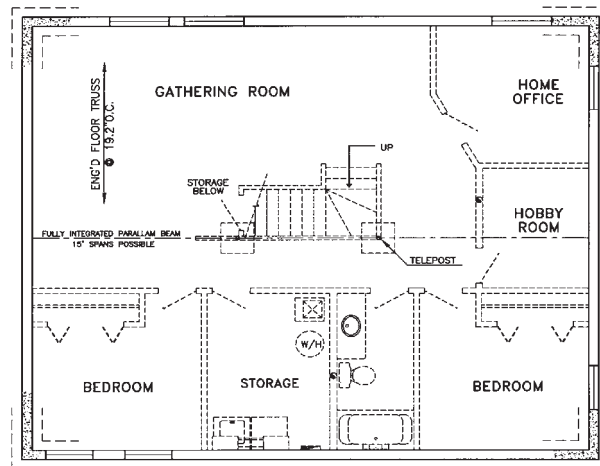 GATHERING ROOM
HOME
OFFICE
ENG'D FLOOR TRUSS
@ 19.2"O.C.
UP
STORAGE
BELOW
HOBBY
ROOM
FULLY INTEGRATED PARALLAM BEAM
15' SPANS POSSIBLE
TELEPOST
W/H
BEDROOM
STORAGE
BEDROOM